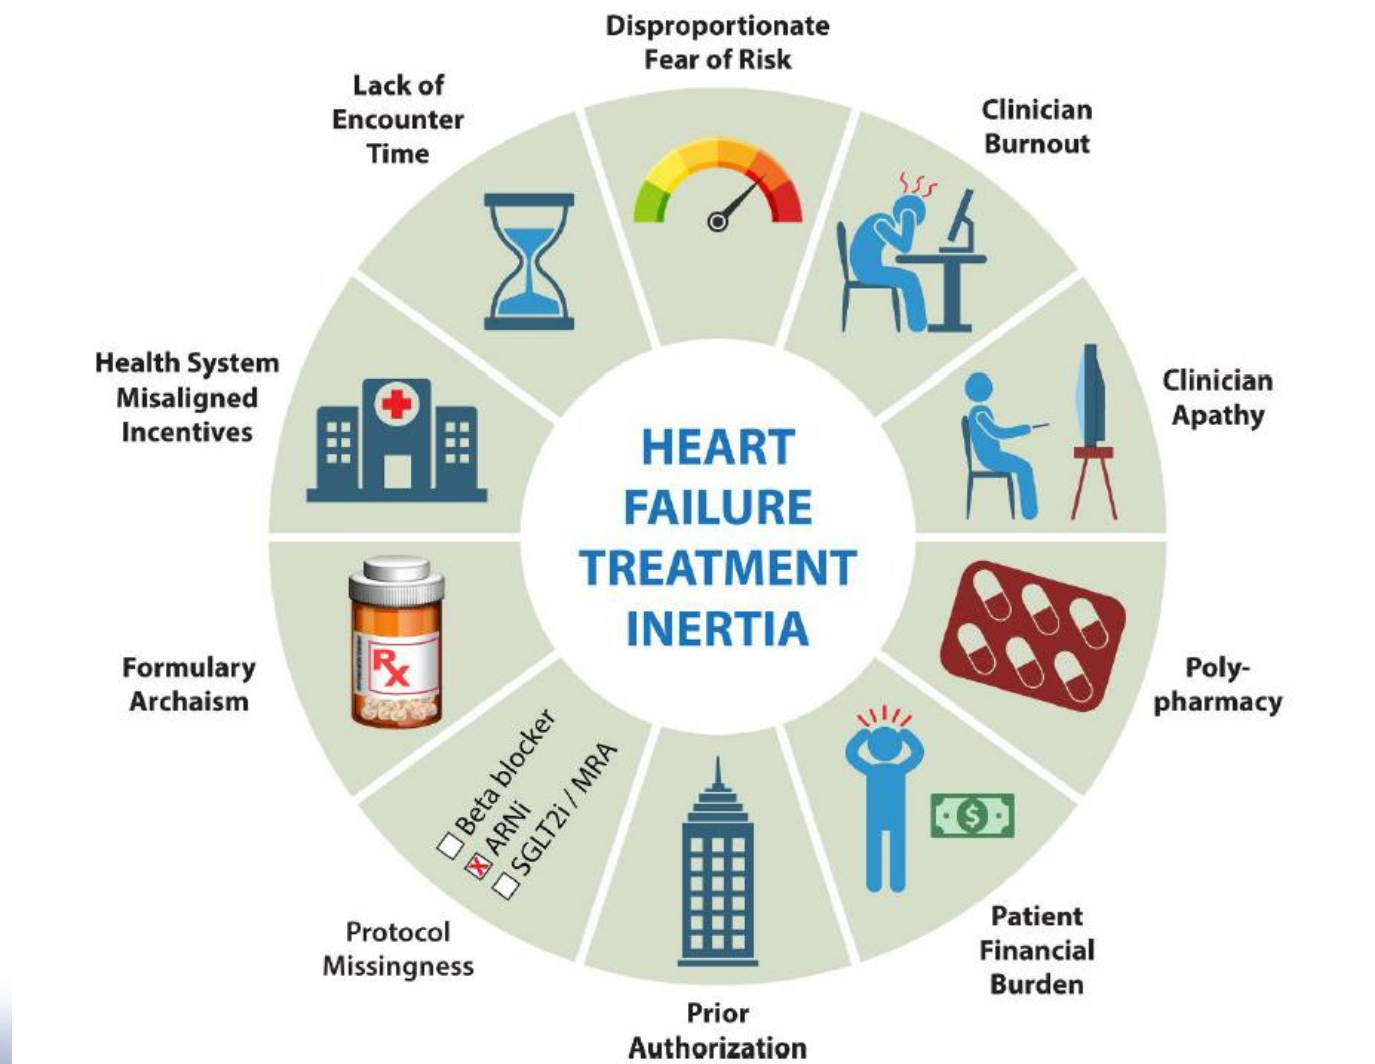 Disproportionate
Fear of Risk
Clinician
Burnout
Clinician
Apathy
Poly-
pharmacy
Patient
Financial
Burden
Prior
Authorization
Protocol
Missingness
Formulary
Archaism
Health System
Misaligned
Incentives
Lack of
Encounter
Time
HEART
FAILURE
TREATMENT
INERTIA
Rx
Beta blocker
X ARNi
SGLT2i / MRA
$